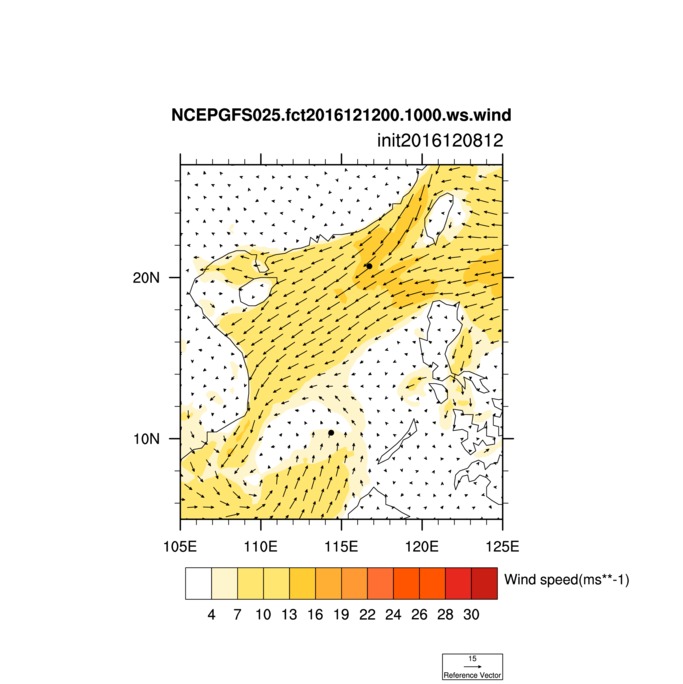 NCEPGFS025.fct2016121200.1000.ws.wind
init2016120812
20N
10N
105E 110E 115E 120E 125E
Wind speed(ms**-1)
4 7 10 13 16 19 22 24 26 28 30
15
Reference Vector